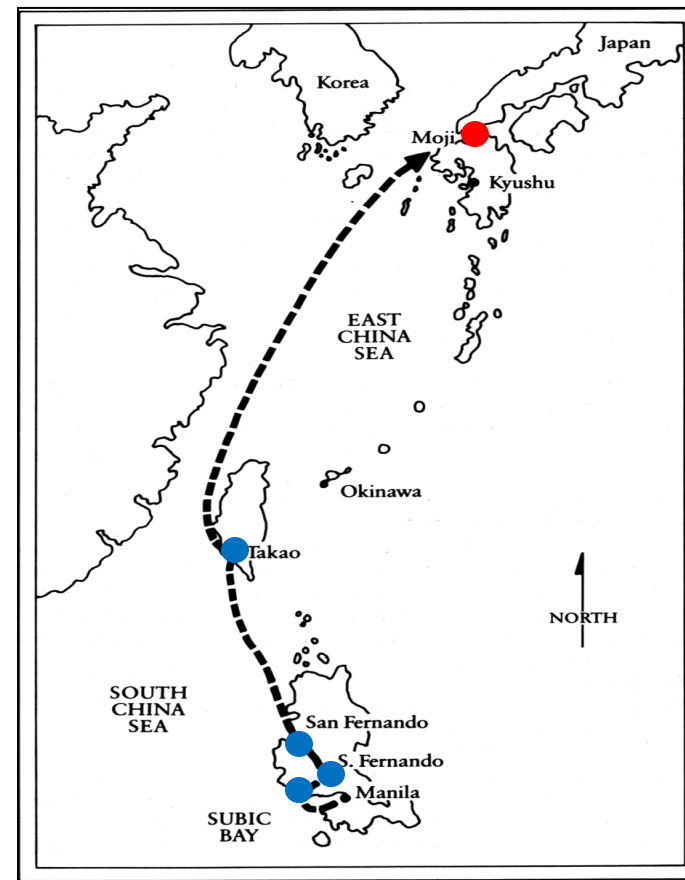 Japan
Korea
Moji
Kyushu
EAST
CHINA
SEA
Okinawa
Takao
NORTH
SOUTH
CHINA
SEA
San Fernando
S. Fernando
Manila
SUBIC
BAY